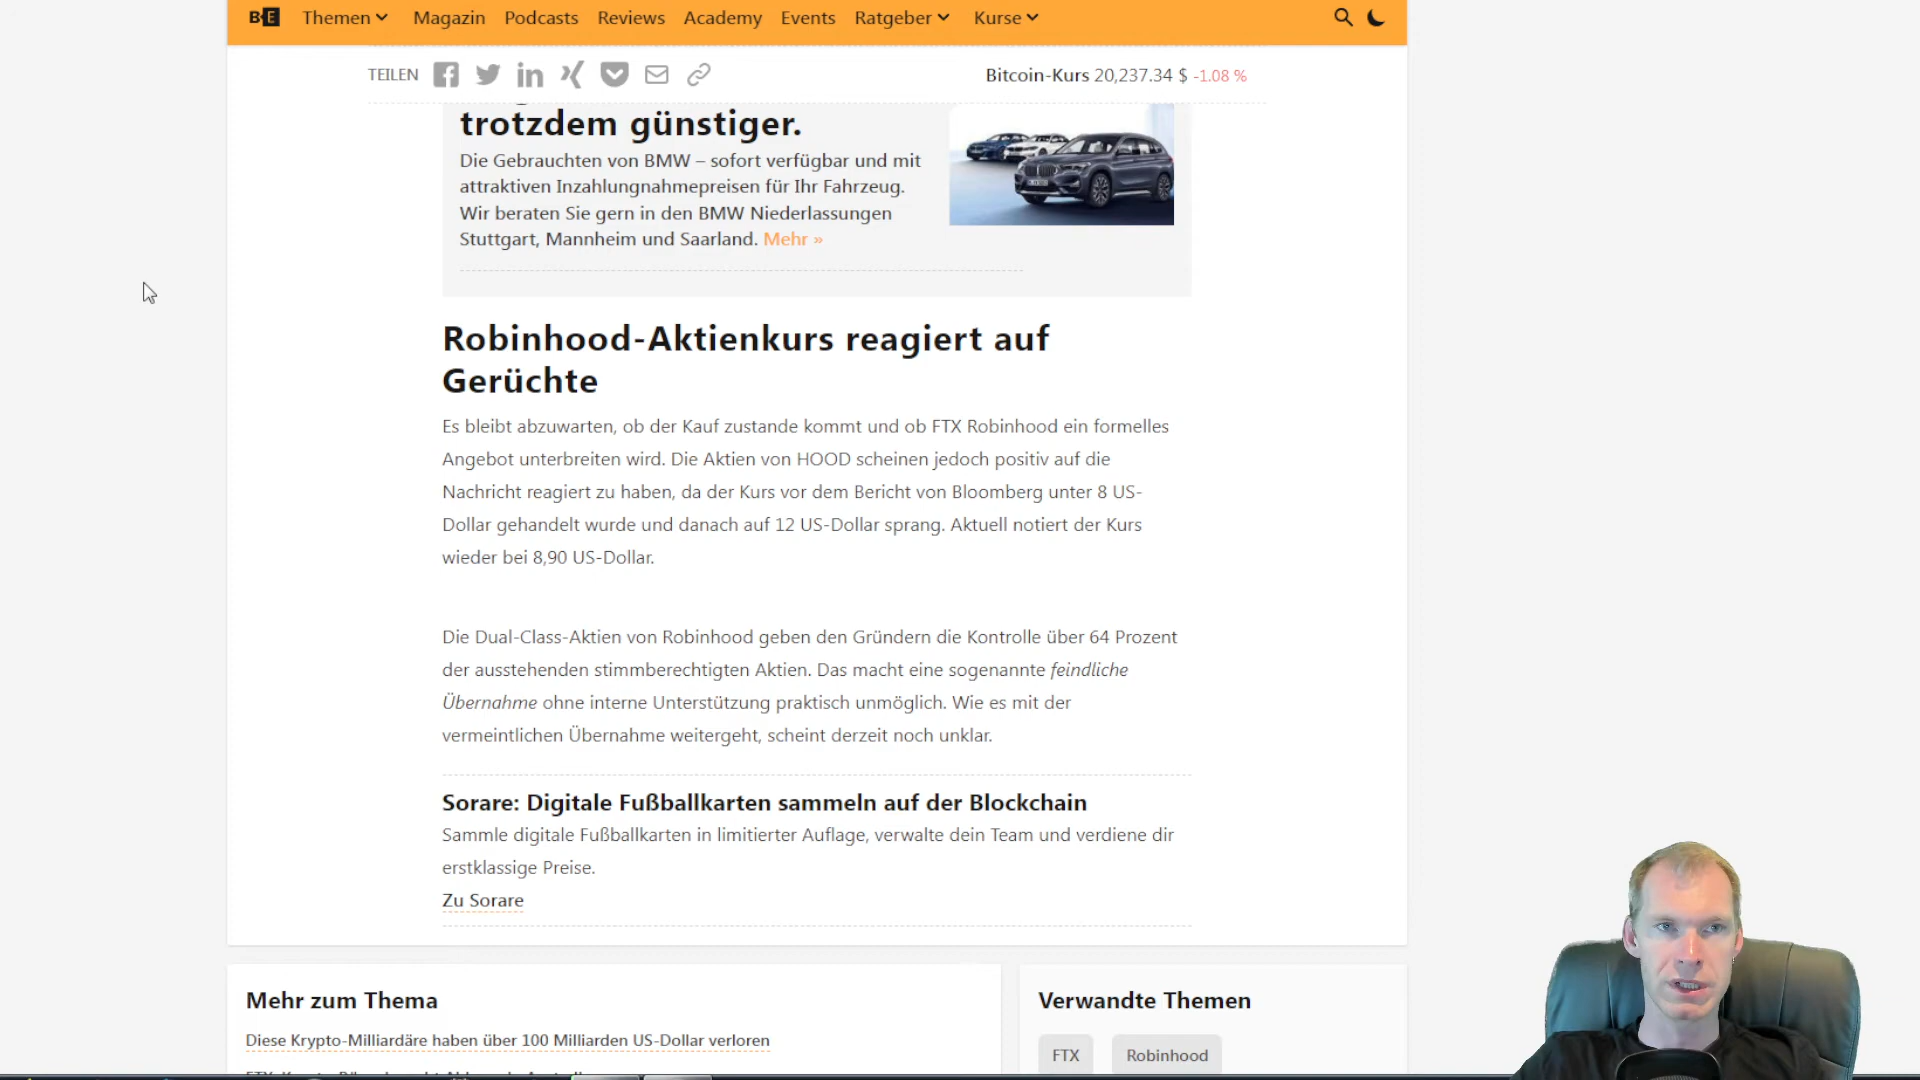 B·E Themen Magazin Podcasts Reviews Academy Events Ratgeber Kurse
TEILEN
Bitcoin-Kurs 20,237.34 $ -1.08 %
trotzdem günstiger.
Die Gebrauchten von BMW – sofort verfügbar und mit
attraktiven Inzahlungnahmepreisen für Ihr Fahrzeug.
Wir beraten Sie gern in den BMW Niederlassungen
Stuttgart, Mannheim und Saarland. Mehr »
Robinhood-Aktienkurs reagiert auf
Gerüchte
Es bleibt abzuwarten, ob der Kauf zustande kommt und ob FTX Robinhood ein formelles
Angebot unterbreiten wird. Die Aktien von HOOD scheinen jedoch positiv auf die
Nachricht reagiert zu haben, da der Kurs vor dem Bericht von Bloomberg unter 8 US-
Dollar gehandelt wurde und danach auf 12 US-Dollar sprang. Aktuell notiert der Kurs
wieder bei 8,90 US-Dollar.
Die Dual-Class-Aktien von Robinhood geben den Gründern die Kontrolle über 64 Prozent
der ausstehenden stimmberechtigten Aktien. Das macht eine sogenannte feindliche
Übernahme ohne interne Unterstützung praktisch unmöglich. Wie es mit der
vermeintlichen Übernahme weitergeht, scheint derzeit noch unklar.
Sorare: Digitale Fußballkarten sammeln auf der Blockchain
Sammle digitale Fußballkarten in limitierter Auflage, verwalte dein Team und verdiene dir
erstklassige Preise.
Zu Sorare
Mehr zum Thema
Diese Krypto-Milliardäre haben über 100 Milliarden US-Dollar verloren
Verwandte Themen
FTX
Robinhood